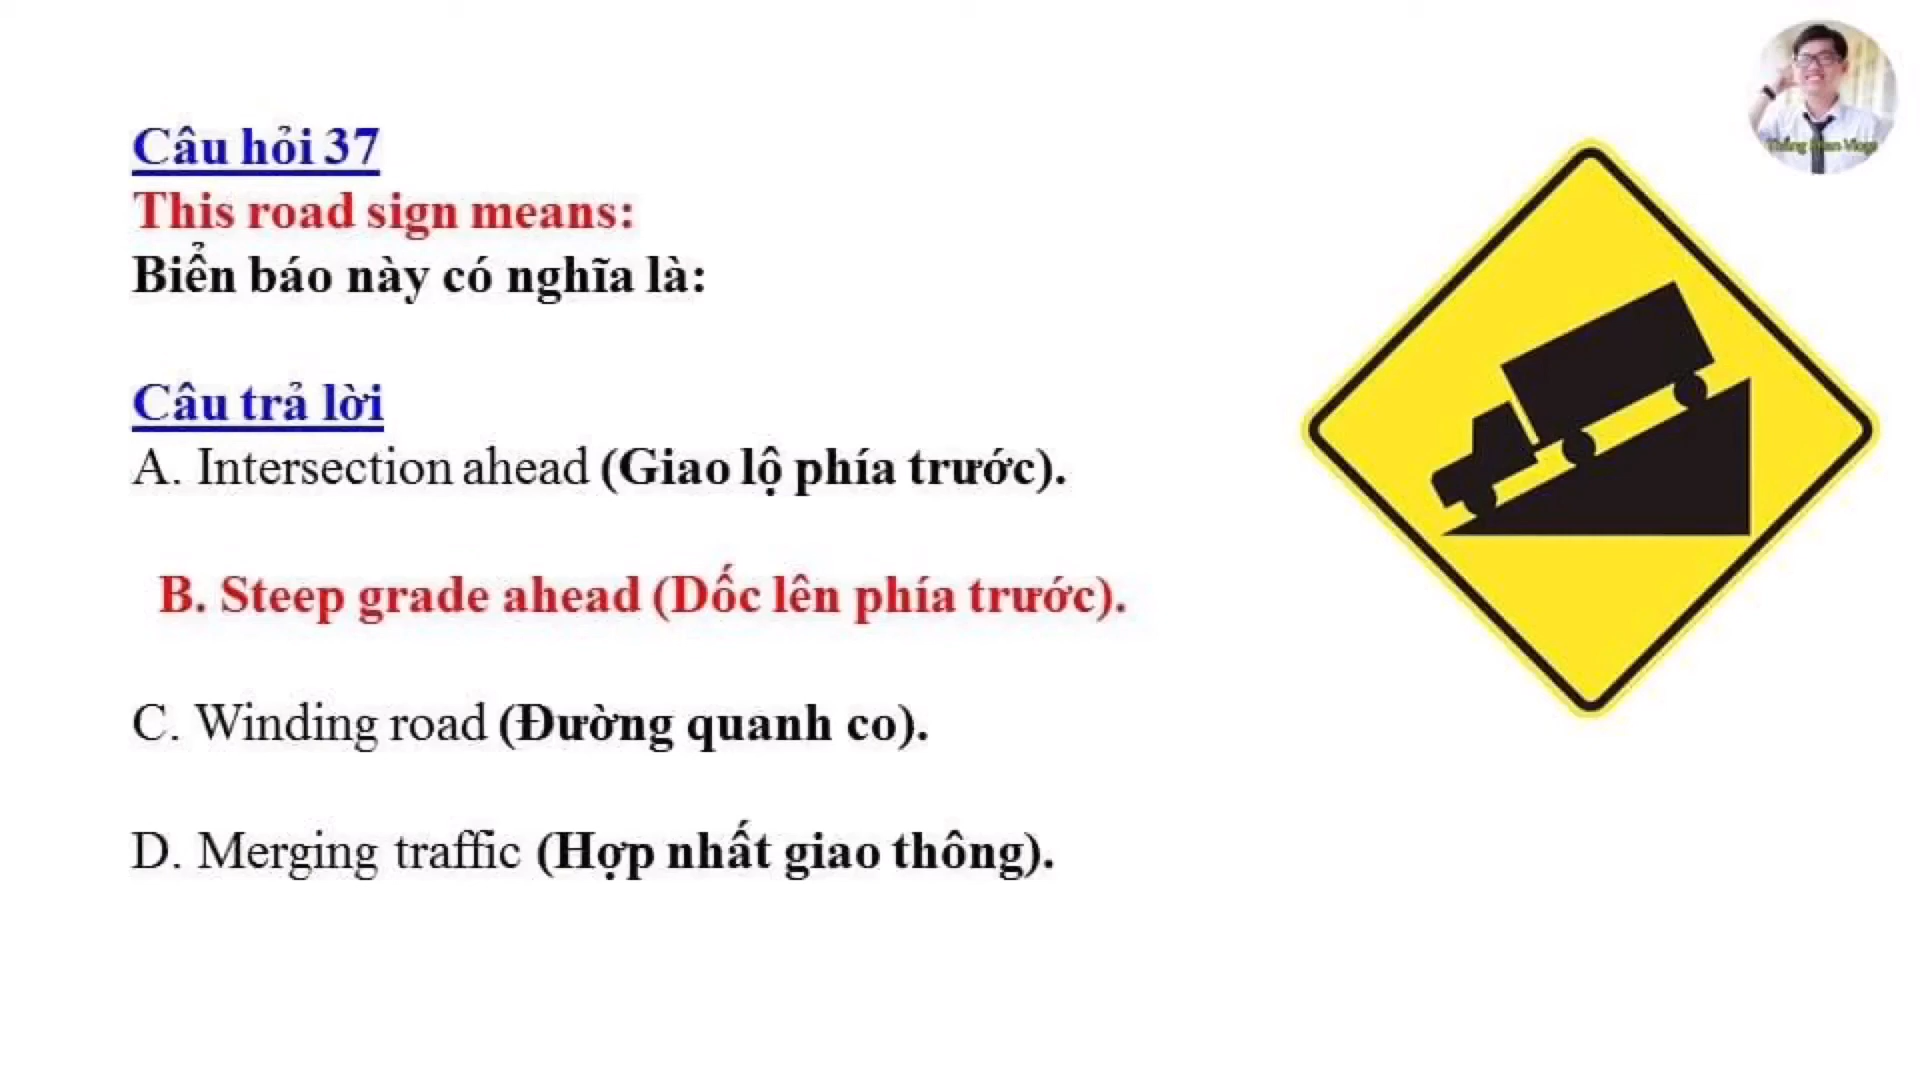 Câu hỏi 37
This road sign means:
Biển báo này có nghĩa là:
Câu trả lời
A. Intersection ahead (Giao lộ phía trước).
B. Steep grade ahead (Dốc lên phía trước).
C. Winding road (Đường quanh co).
D. Merging traffic (Hợp nhất giao thông).
Vlogs